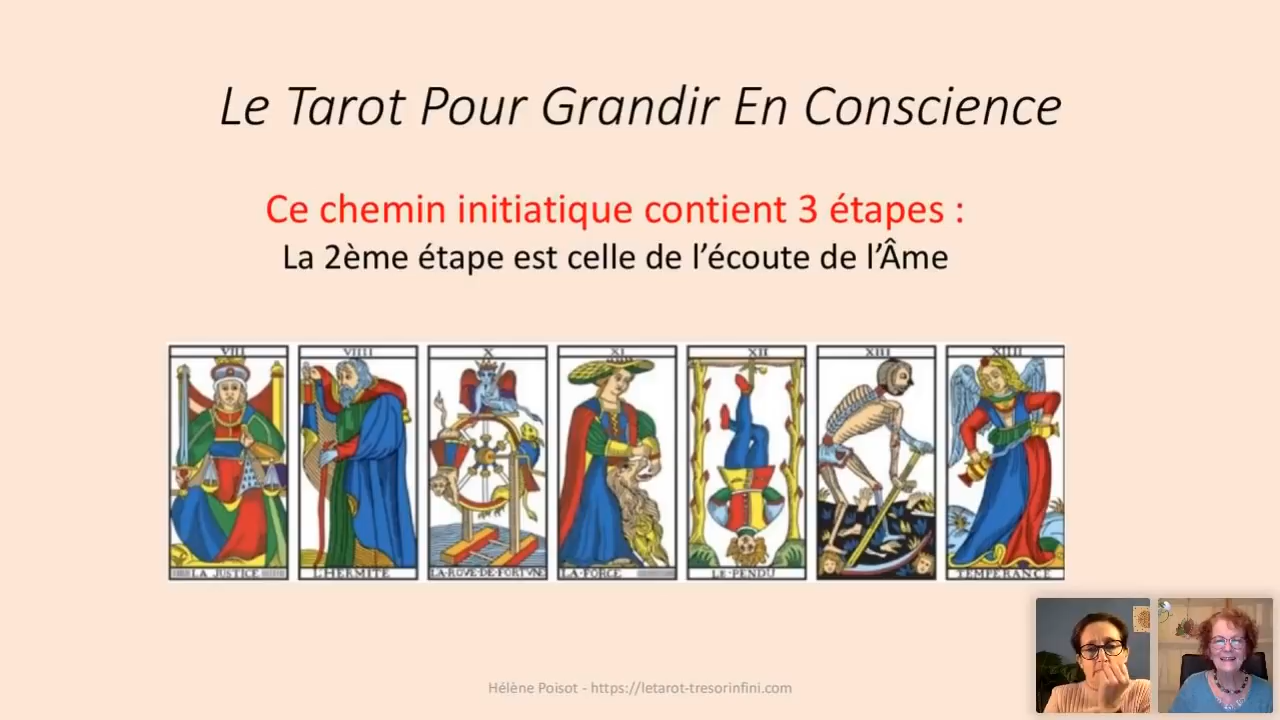 Le Tarot Pour Grandir En Conscience
Ce chemin initiatique contient 3 étapes :
La 2ème étape est celle de l'écoute de l'Âme
VIII VIIII X XI XII XIII XIIII
LA JUSTICE L'HERMITE LA•ROVE•DE•FORTVNE LA•FORCE LE•PENDU TEMPERANCE
Hélène Poisot - https://letarot-tresorinfini.com